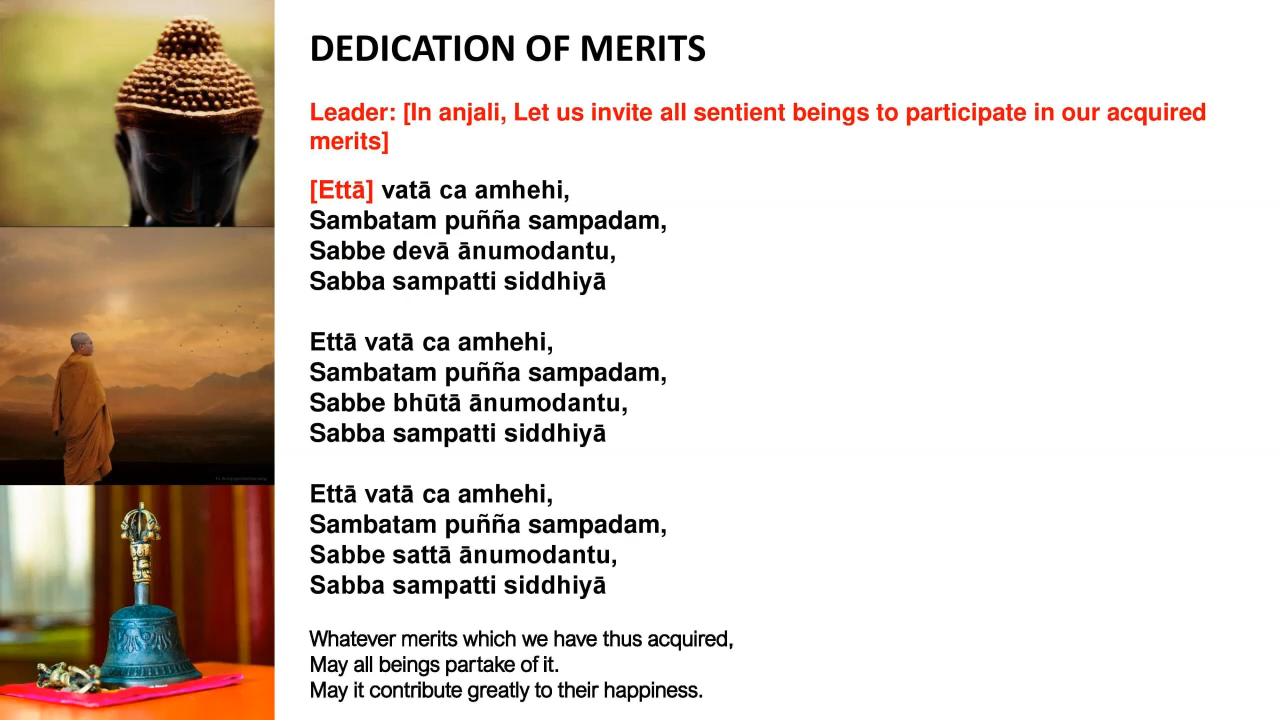 DEDICATION OF MERITS
Leader: [In anjali, Let us invite all sentient beings to participate in our acquired
merits]
[Ettā] vatā ca amhehi,
Sambatam puñña sampadam,
Sabbe devā ānumodantu,
Sabba sampatti siddhiyā
Ettā vatā ca amhehi,
Sambatam puñña sampadam,
Sabbe bhūtā ānumodantu,
Sabba sampatti siddhiyā
Ettā vatā ca amhehi,
Sambatam puñña sampadam,
Sabbe sattā ānumodantu,
Sabba sampatti siddhiyā
Whatever merits which we have thus acquired,
May all beings partake of it.
May it contribute greatly to their happiness.